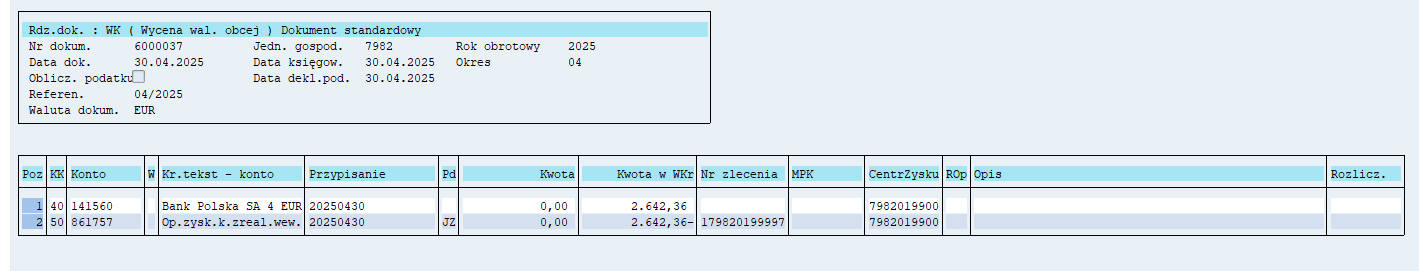 Rdz.dok. : WK ( Wycena wal. obcej ) Dokument standardowy
Nr dokum. 6000037 Jedn. gospod. 7982 Rok obrotowy 2025
Data dok. 30.04.2025 Data księgow. 30.04.2025 Okres 04
Oblicz. podatku Data dekl.pod. 30.04.2025
Referen. 04/2025
Waluta dokum. EUR
Poz KK Konto W Kr.tekst - konto Przypisanie Pd Kwota Kwota w WKr Nr zlecenia MPK CentrZysku ROp Opis Rozlicz.
1 40 141560 Bank Polska SA 4 EUR 20250430 0,00 2.642,36 7982019900
2 50 861757 Op.zysk.k.zreal.wew. 20250430 JZ 0,00 2.642,36- 179820199997 7982019900